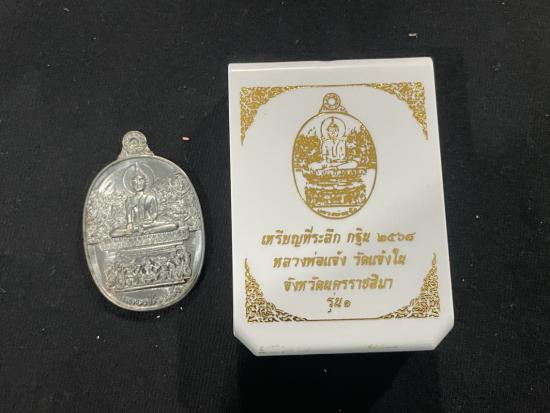 เหรียญที่ระลึก กฐิน ๒๕๖๘
หลวงพ่อแจ้ง วัดแจ้งใน
จังหวัดนครราชสีมา
รุ่น๑